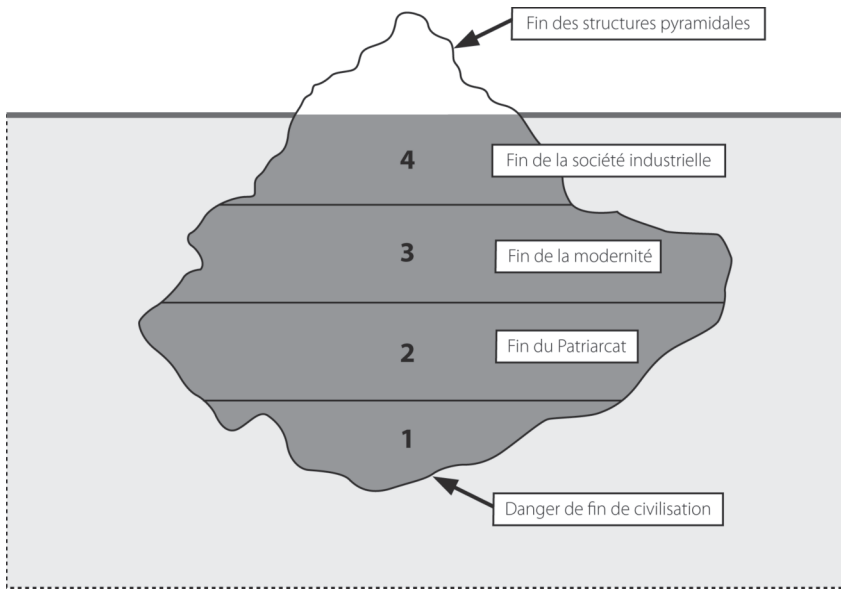 Fin des structures pyramidales
4
Fin de la société industrielle
3
Fin de la modernité
2
Fin du Patriarcat
1
Danger de fin de civilisation